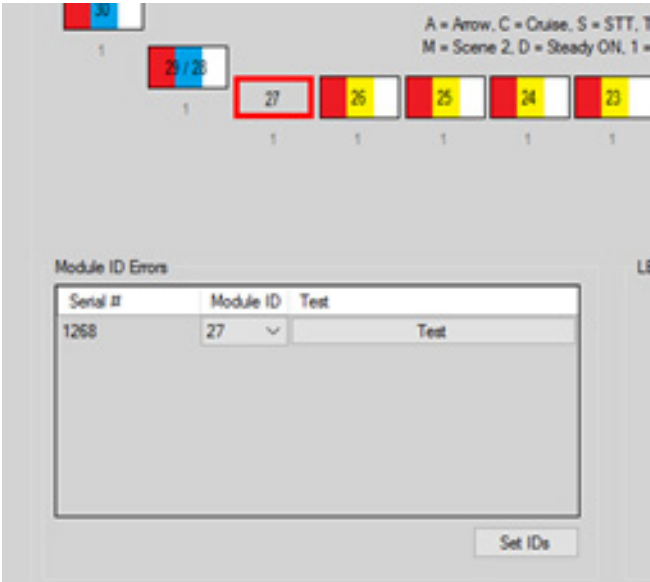 30
A = Arrow, C = Cruise, S = STT, T
M = Scene 2, D = Steady ON, 1 =
1
29 / 28
27 26 25 24 23
1
1 1 1 1 1
Module ID Errors
LE
Serial # Module ID Test
1268 27 Test
Set IDs